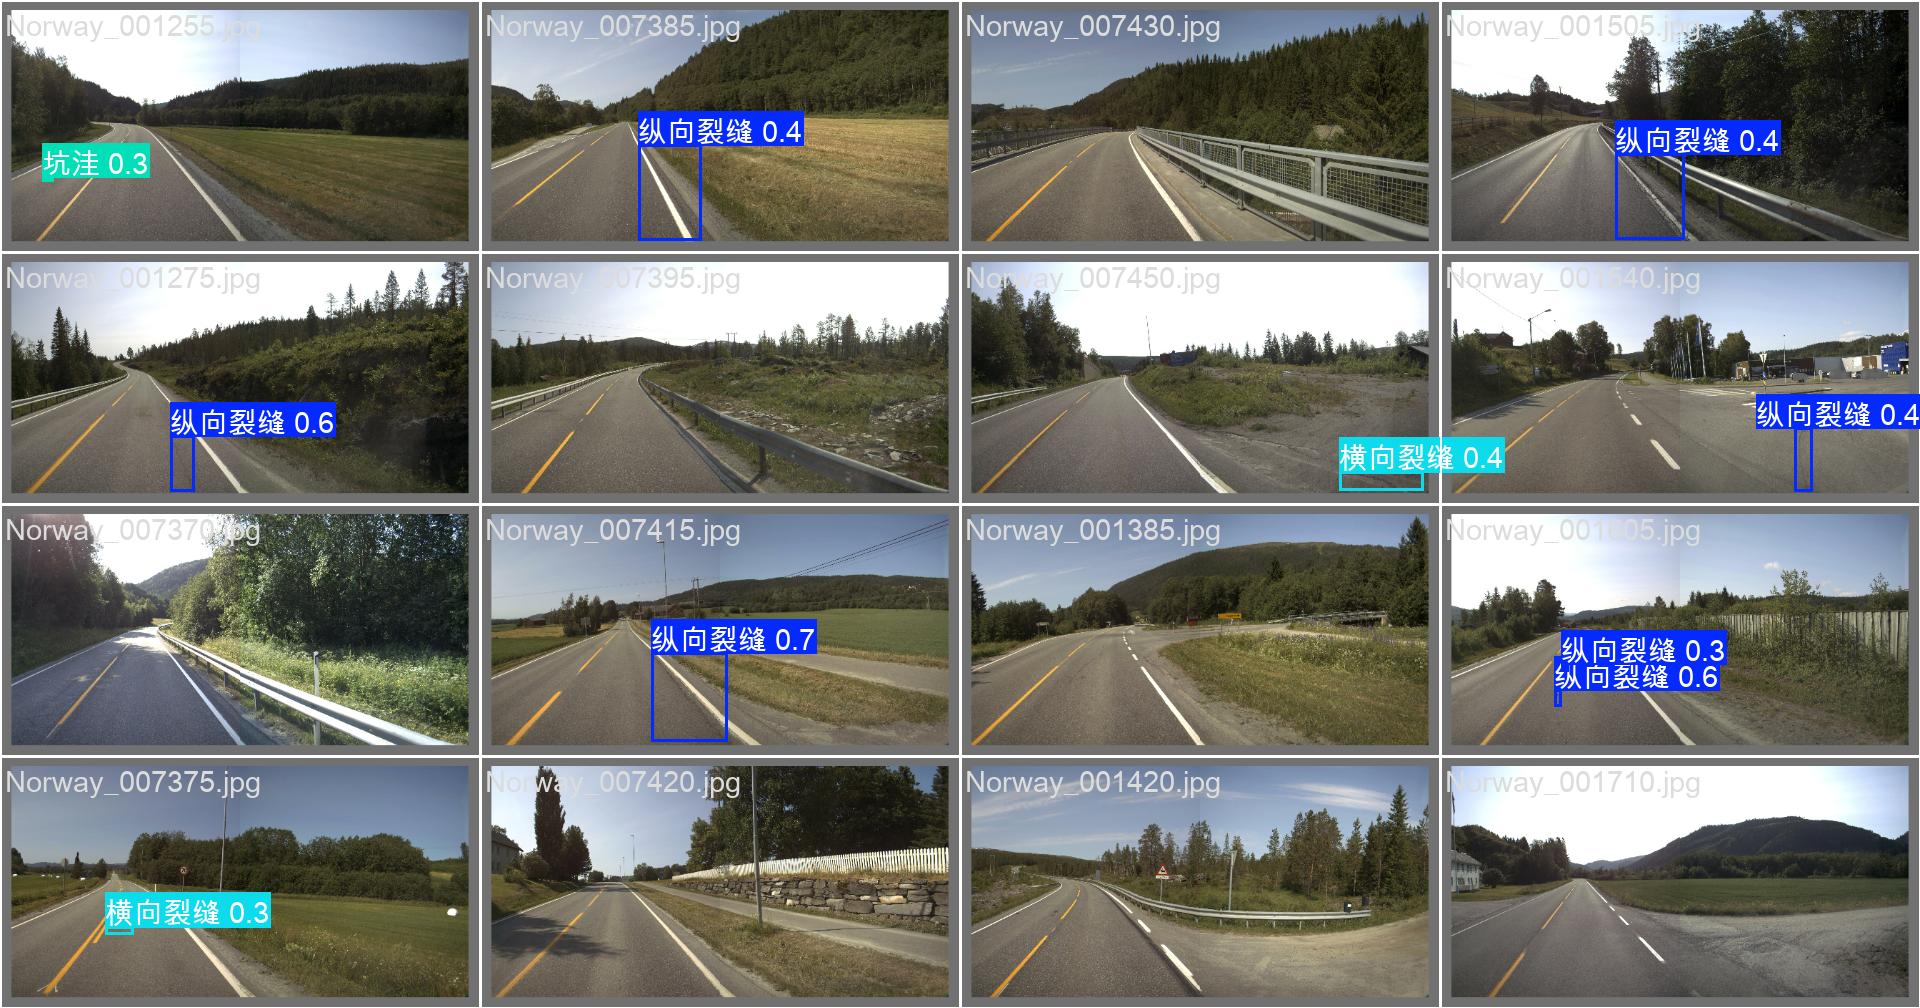 Norway_001255.jpg
Norway_007385.jpg
Norway_007430.jpg
Norway_001505.jpg
坑洼 0.3
纵向裂缝 0.4
纵向裂缝 0.4
Norway_001275.jpg
Norway_007395.jpg
Norway_007450.jpg
Norway_001540.jpg
纵向裂缝 0.6
横向裂缝 0.4
纵向裂缝 0.4
Norway_007370.jpg
Norway_007415.jpg
Norway_001385.jpg
Norway_001605.jpg
纵向裂缝 0.7
纵向裂缝 0.3
纵向裂缝 0.6
Norway_007375.jpg
Norway_007420.jpg
Norway_001420.jpg
Norway_001710.jpg
横向裂缝 0.3